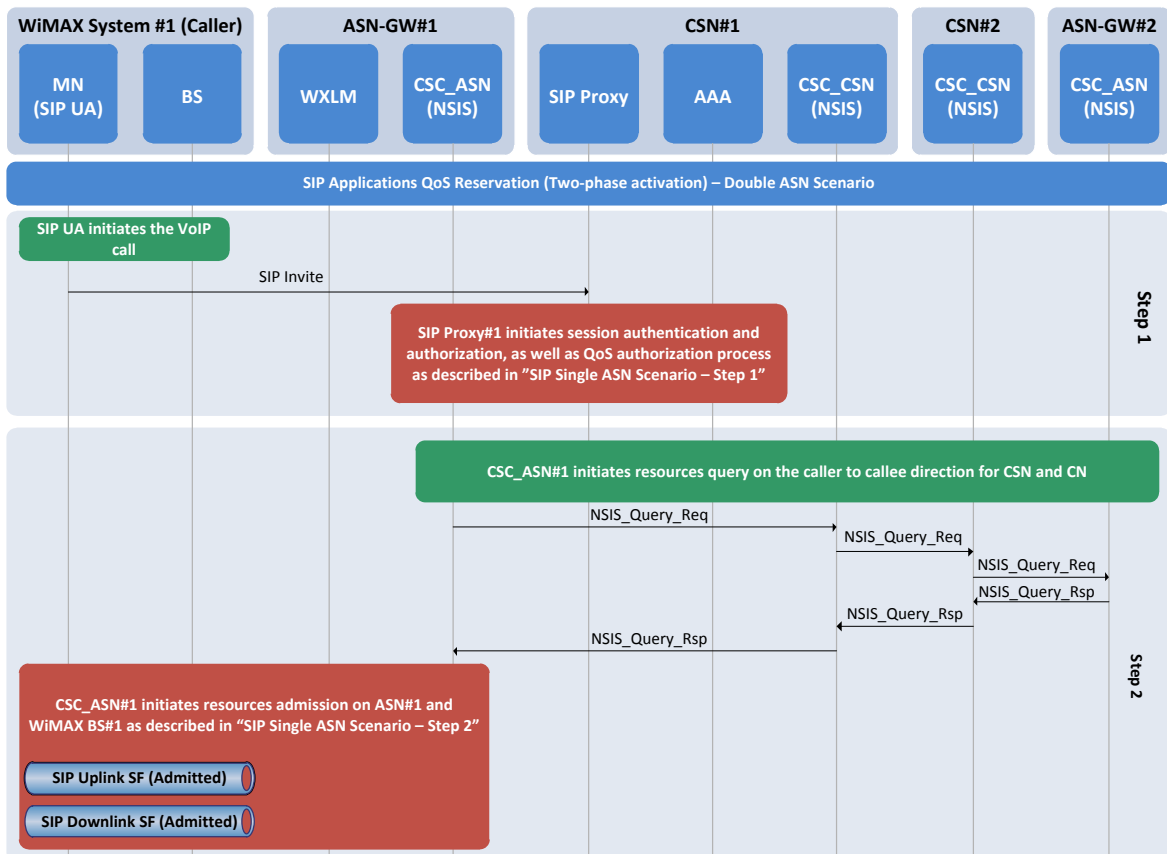 WiMAX System #1 (Caller)
ASN-GW#1
CSN#1
CSN#2
ASN-GW#2
MN
(SIP UA)
BS
WXLM
CSC_ASN
(NSIS)
SIP Proxy
AAA
CSC_CSN
(NSIS)
CSC_CSN
(NSIS)
CSC_ASN
(NSIS)
SIP Applications QoS Reservation (Two-phase activation) – Double ASN Scenario
SIP UA initiates the VoIP
call
SIP Invite
SIP Proxy#1 initiates session authentication and
authorization, as well as QoS authorization process
as described in ”SIP Single ASN Scenario – Step 1”
Step 1
CSC_ASN#1 initiates resources query on the caller to callee direction for CSN and CN
NSIS_Query_Req
NSIS_Query_Req
NSIS_Query_Req
NSIS_Query_Rsp
NSIS_Query_Rsp
NSIS_Query_Rsp
Step 2
CSC_ASN#1 initiates resources admission on ASN#1 and
WiMAX BS#1 as described in “SIP Single ASN Scenario – Step 2”
SIP Uplink SF (Admitted)
SIP Downlink SF (Admitted)